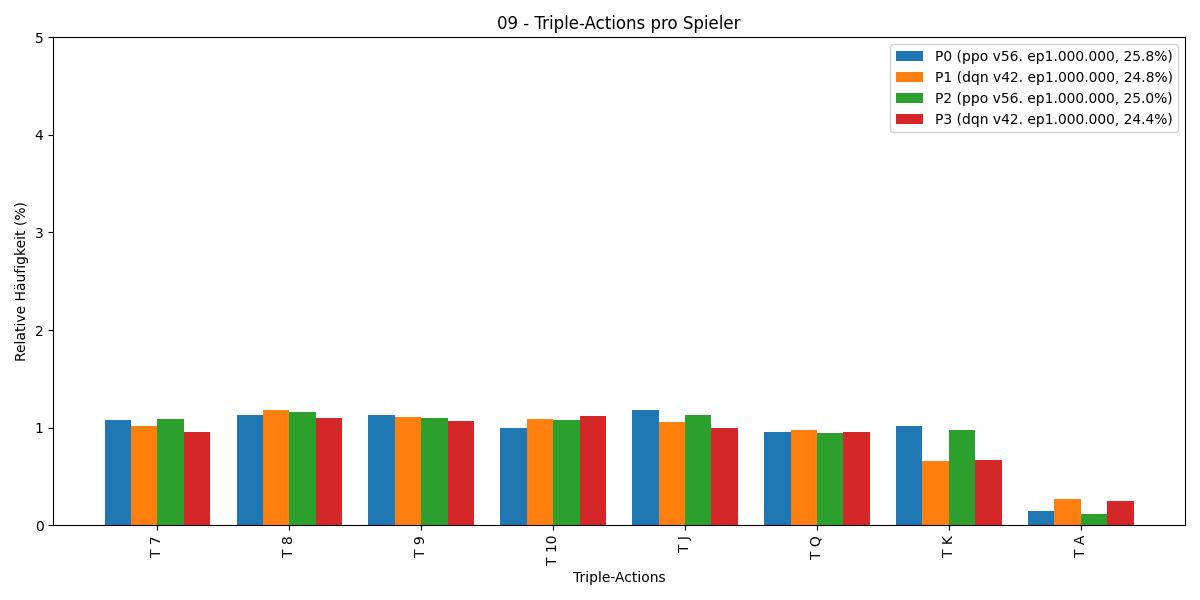 09 - Triple-Actions pro Spieler
P0 (ppo v56. ep1.000.000, 25.8%)
P1 (dqn v42. ep1.000.000, 24.8%)
P2 (ppo v56. ep1.000.000, 25.0%)
P3 (dqn v42. ep1.000.000, 24.4%)
Relative Häufigkeit (%)
5
4
3
2
1
0
T 7
T 8
T 9
T 10
T J
T Q
T K
T A
Triple-Actions